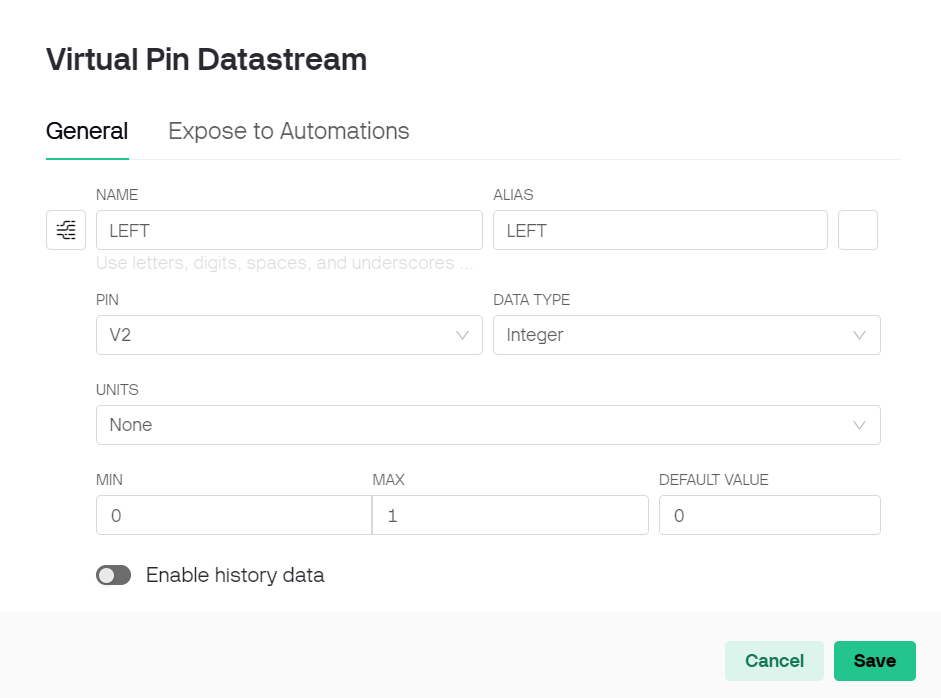 Virtual Pin Datastream
General Expose to Automations
NAME ALIAS
LEFT LEFT
Use letters, digits, spaces, and underscores ...
PIN DATA TYPE
V2 Integer
UNITS
None
MIN MAX DEFAULT VALUE
0 1 0
Enable history data
Cancel Save